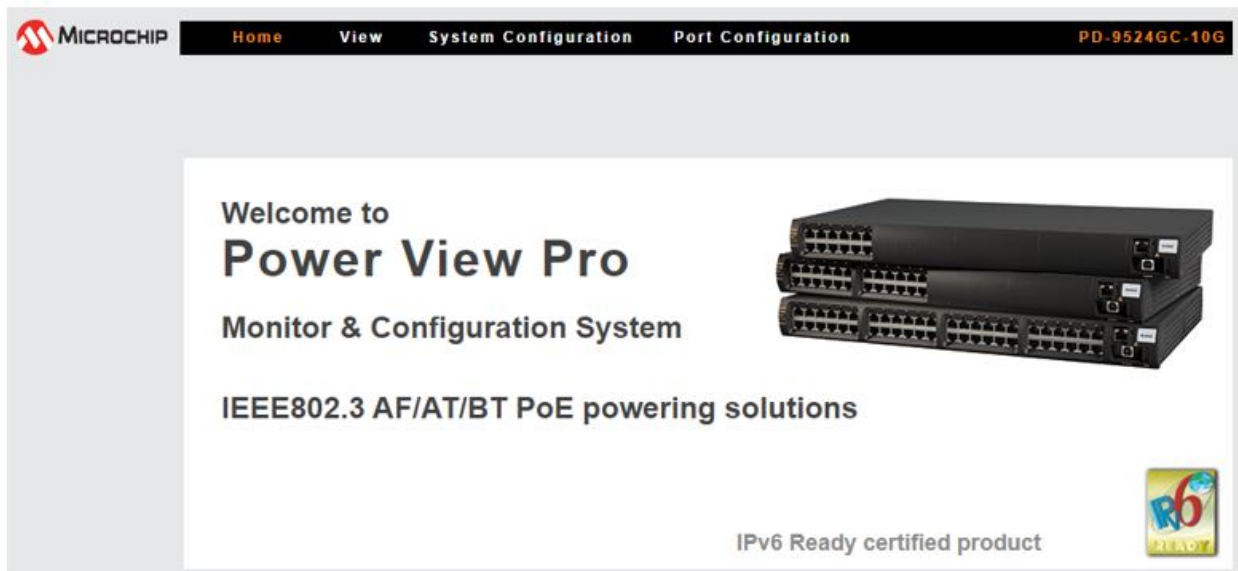 MICROCHIP
Home View System Configuration Port Configuration PD-9524GC-10G
Welcome to
Power View Pro
Monitor & Configuration System
IEEE802.3 AF/AT/BT PoE powering solutions
IPv6 Ready certified product
IPv6
READY